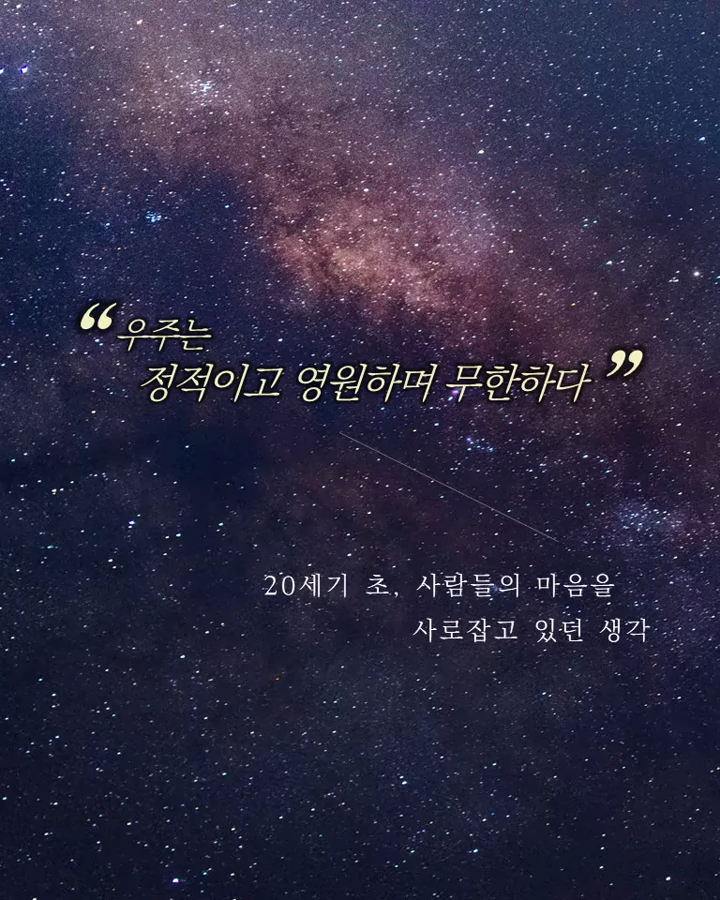 “우주는
정적이고 영원하며 무한하다”
20세기 초, 사람들의 마음을
사로잡고 있던 생각